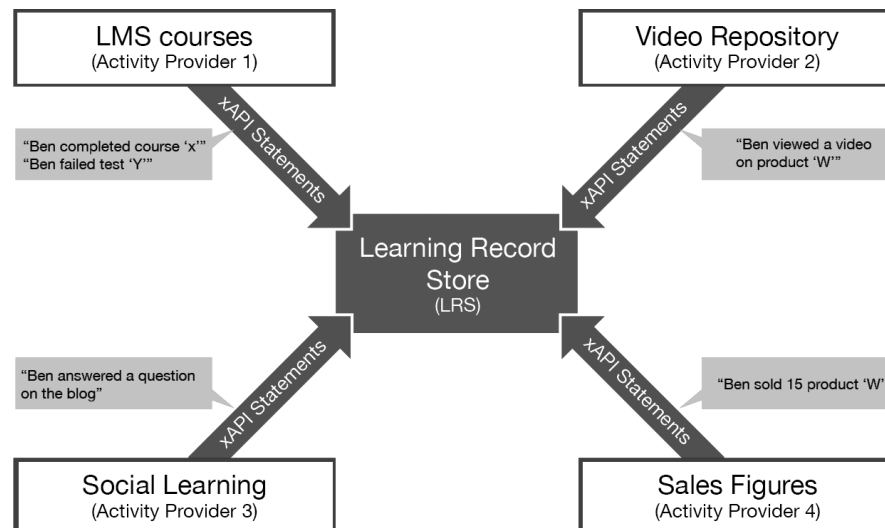 LMS courses
(Activity Provider 1)
Video Repository
(Activity Provider 2)
xAPI Statements
xAPI Statements
“Ben completed course ‘x’”
“Ben failed test ‘Y’”
“Ben viewed a video
on product ‘W’”
Learning Record
Store
(LRS)
“Ben answered a question
on the blog”
xAPI Statements
xAPI Statements
“Ben sold 15 product ‘W’
Social Learning
(Activity Provider 3)
Sales Figures
(Activity Provider 4)